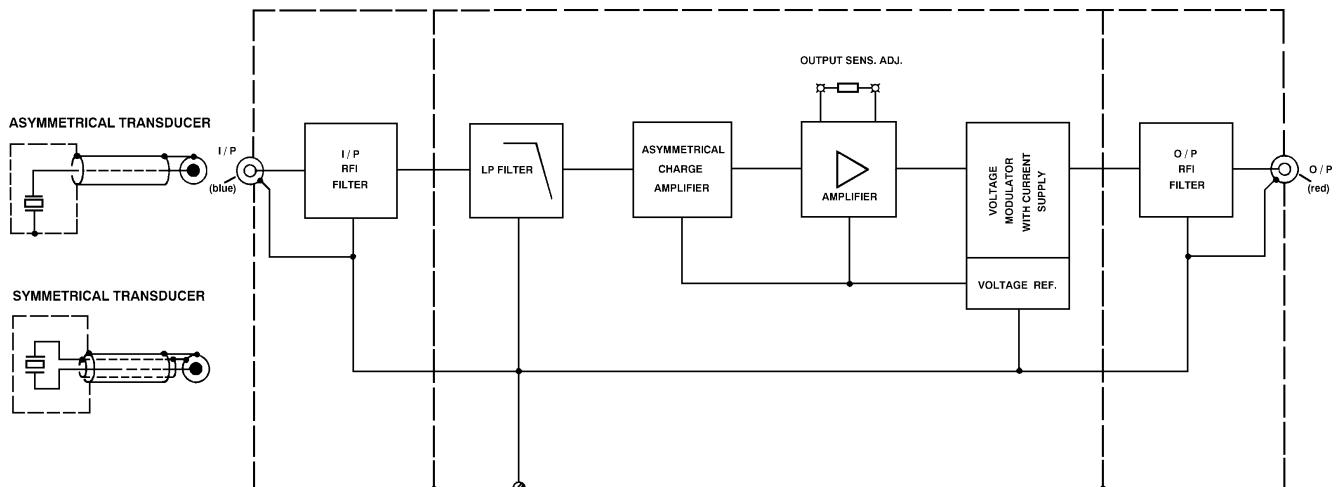 OUTPUT SENS. ADJ.
ASYMMETRICAL TRANSDUCER
I / P
(blue)
I / P
RFI
FILTER
LP FILTER
ASYMMETRICAL
CHARGE
AMPLIFIER
AMPLIFIER
VOLTAGE
MODULATOR
WITH CURRENT
SUPPLY
VOLTAGE REF.
O / P
RFI
FILTER
O / P
(red)
SYMMETRICAL TRANSDUCER